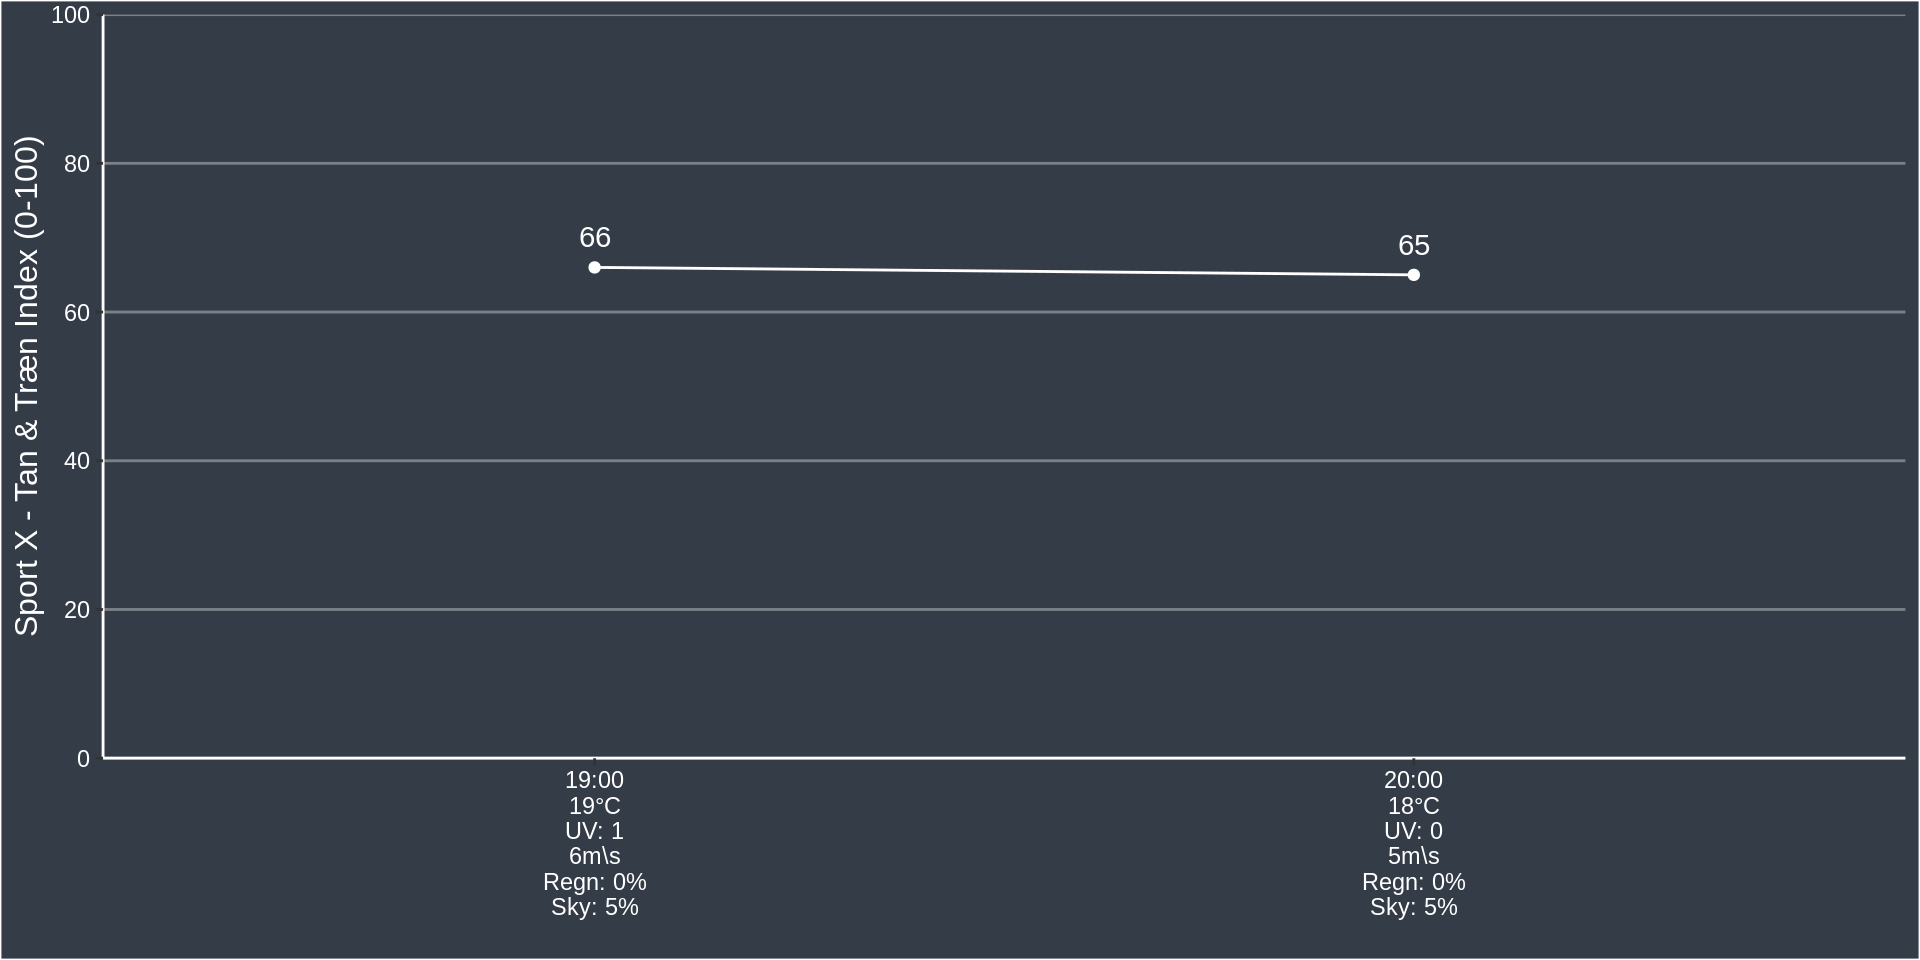 Sport X - Tan & Træn Index (0-100)
100
80
60
40
20
0
66
65
19:00
19°C
UV: 1
6m\s
Regn: 0%
Sky: 5%
20:00
18°C
UV: 0
5m\s
Regn: 0%
Sky: 5%